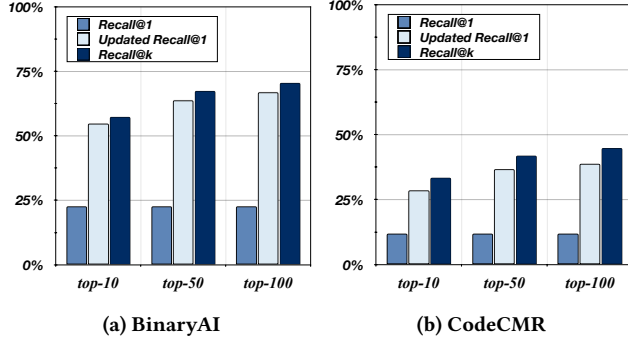 100%
75%
50%
25%
0%
Recall@1
Updated Recall@1
Recall@k
top-10 top-50 top-100
(a) BinaryAI
100%
75%
50%
25%
0%
Recall@1
Updated Recall@1
Recall@k
top-10 top-50 top-100
(b) CodeCMR